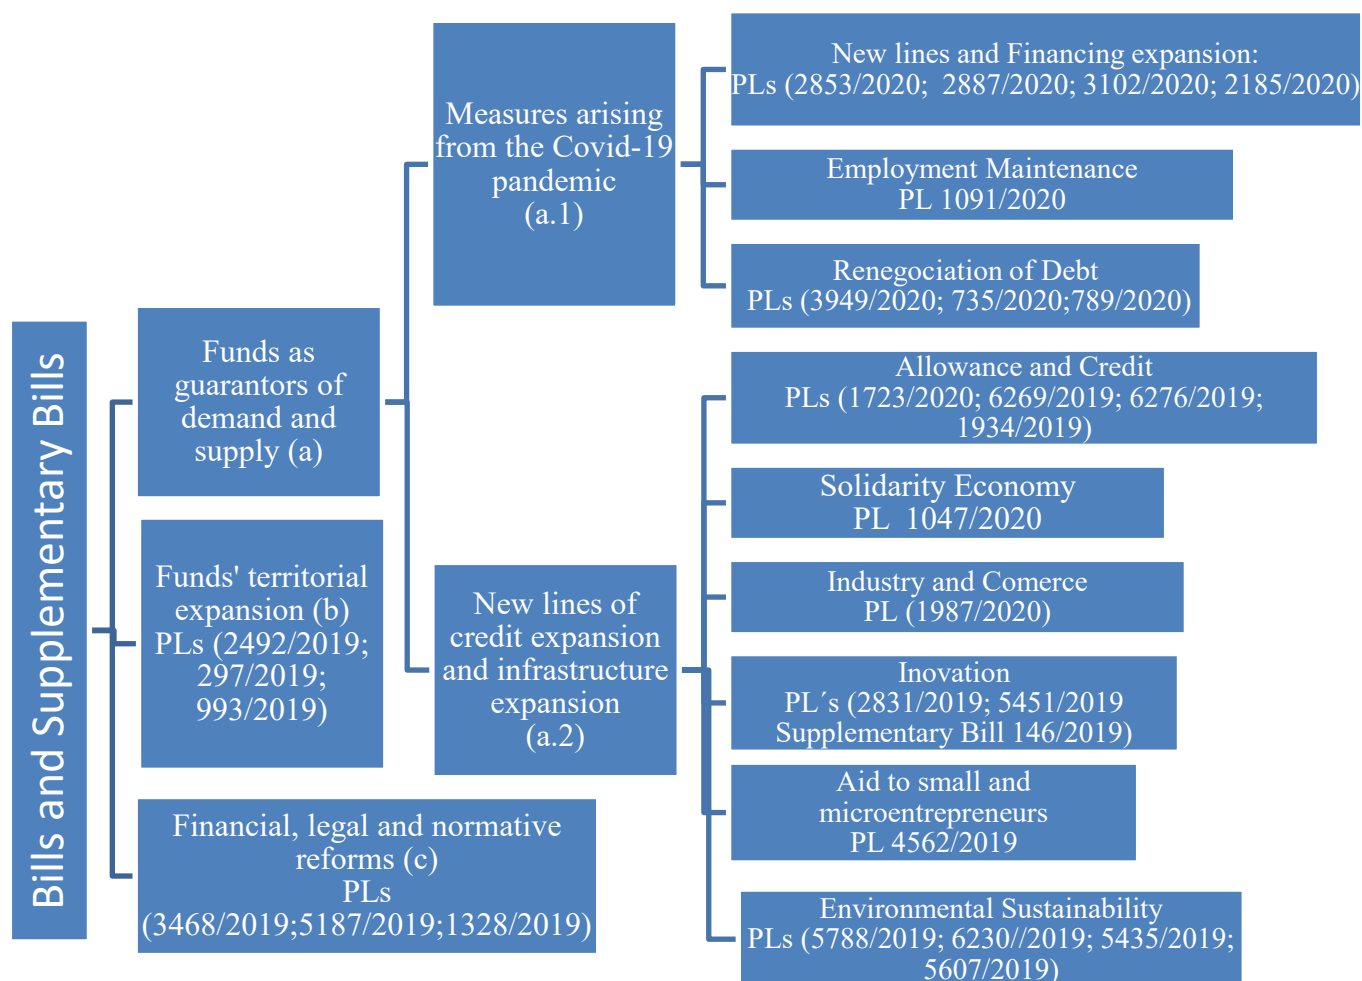 Bills and Supplementary Bills
Funds as
guarantors of
demand and
supply (a)
Measures arising
from the Covid-19
pandemic
(a.1)
New lines and Financing expansion:
PLs (2853/2020;  2887/2020; 3102/2020; 2185/2020)
Employment Maintenance
PL 1091/2020
Renegociation of Debt
PLs (3949/2020; 735/2020;789/2020)
New lines of
credit expansion
and infrastructure
expansion
(a.2)
Allowance and Credit
PLs (1723/2020; 6269/2019; 6276/2019;
1934/2019)
Solidarity Economy
PL  1047/2020
Industry and Comerce
PL (1987/2020)
Inovation
PL´s (2831/2019; 5451/2019
Supplementary Bill 146/2019)
Aid to small and
microentrepreneurs
PL 4562/2019
Environmental Sustainability
PLs (5788/2019; 6230//2019; 5435/2019;
5607/2019)
Funds' territorial
expansion (b)
PLs (2492/2019;
297/2019;
993/2019)
Financial, legal and normative
reforms (c)
PLs
(3468/2019;5187/2019;1328/2019)